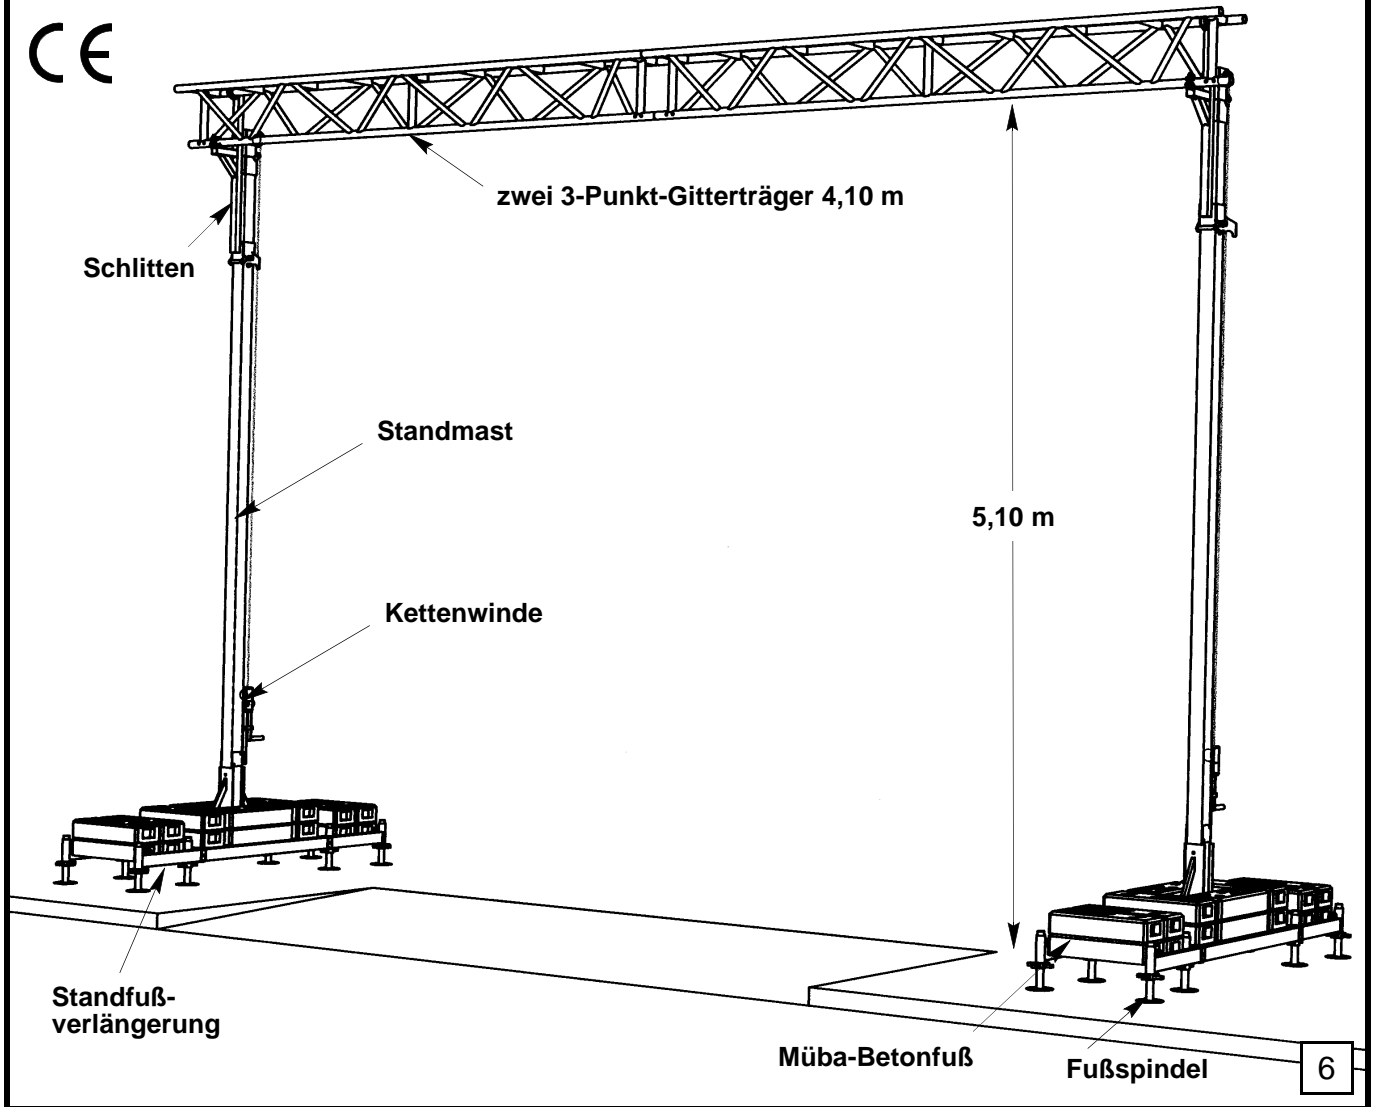 CE
zwei 3-Punkt-Gitterträger 4,10 m
Schlitten
Standmast
5,10 m
Kettenwinde
Standfuß-
verlängerung
Müba-Betonfuß
Fußspindel
6